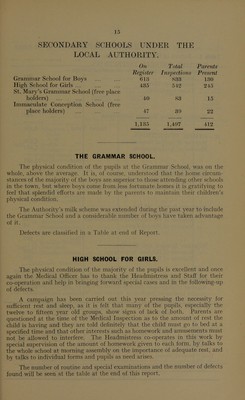 15
SECONDARY SCHOOLS UNDER THE
LOCAL AUTHORITY.
On Register Total Inspections Parents Present
Grammar School for Boys ... ... 613 833 130
High School for Girls ... ... ... 435 542 245
St. Mary's Grammar School (free place
holders) ... ... ... ... 40 83 15
Immaculate Conception School (free
place holders) ... ... ... 47 39 22
1,135 1,497 412
THE GRAMMAR SCHOOL.
The physical condition of the pupils at the Grammar School, was on the
whole, above the average. It is, of course, understood that the home circum-
stances of the majority of the boys are superior to those attending other schools
in the town, but where boys come from less fortunate homes it is gratifying to
feel that splendid efforts are made by the parents to maintain their children's
physical condition.
The Authority's milk scheme was extended during the past year to include
the Grammar School and a considerable number of boys have taken advantage
of it.
Defects are classified in a Table at end of Report.
HIGH SCHOOL FOR GIRLS.
The physical condition of the majority of the pupils is excellent and once
again the Medical Officer has to thank the Headmistress and Staff for their
co-operation and help in bringing forward special cases and in the following-up
of defects.
A campaign has been carried out this year pressing the necessity for
sufficient rest and sleep, as it is felt that many of the pupils, especially the
twelve to fifteen year old groups, show signs of lack of both. Parents are
questioned at the time of the Medical Inspection as to the amount of rest the
child is having and they are told definitely that the child must go to bed at a
specified time and that other interests such as homework and amusements must
not be allowed to interfere. The Headmistress co-operates in this work by
special supervision of the amount of homework given to each form, by talks to
the whole school at morning assembly on the importance of adequate rest, and
by talks to individual forms and pupils as need arises.
The number of routine and special examinations and the number of defects
found will be seen at the table at the end of this report.